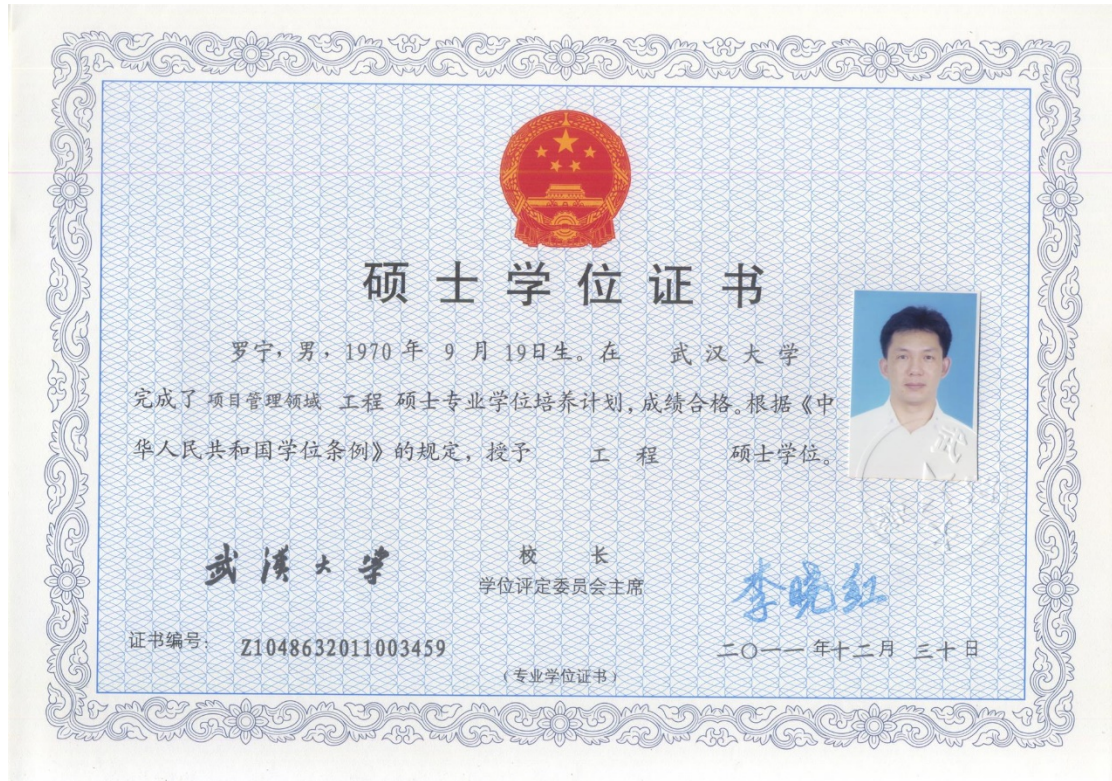 硕士学位证书
罗宁，男，1970 年 9 月 19日生。在 武汉大学
完成了 项目管理领域 工程 硕士专业学位培养计划，成绩合格。根据《中
华人民共和国学位条例》的规定，授予 工程 硕士学位。
武漢大学
校长
学位评定委员会主席
李晓红
证书编号： Z1048632011003459
二〇一一 年十二月 三十日
（专业学位证书）